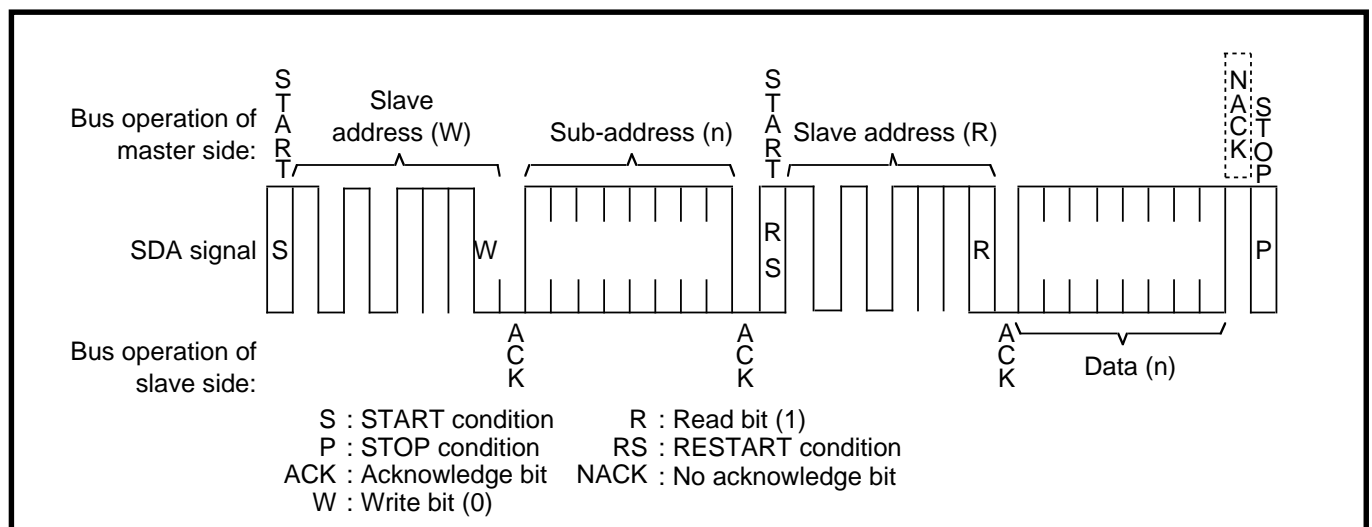 START
Slave
address (W)
Bus operation of
master side:
Sub-address (n)
START
Slave address (R)
NACK
STOP
SDA signal
S
W
R
S
R
P
Bus operation of
slave side:
ACK
ACK
ACK
Data (n)
S : START condition
R : Read bit (1)
P : STOP condition
RS : RESTART condition
ACK : Acknowledge bit
NACK : No acknowledge bit
W : Write bit (0)